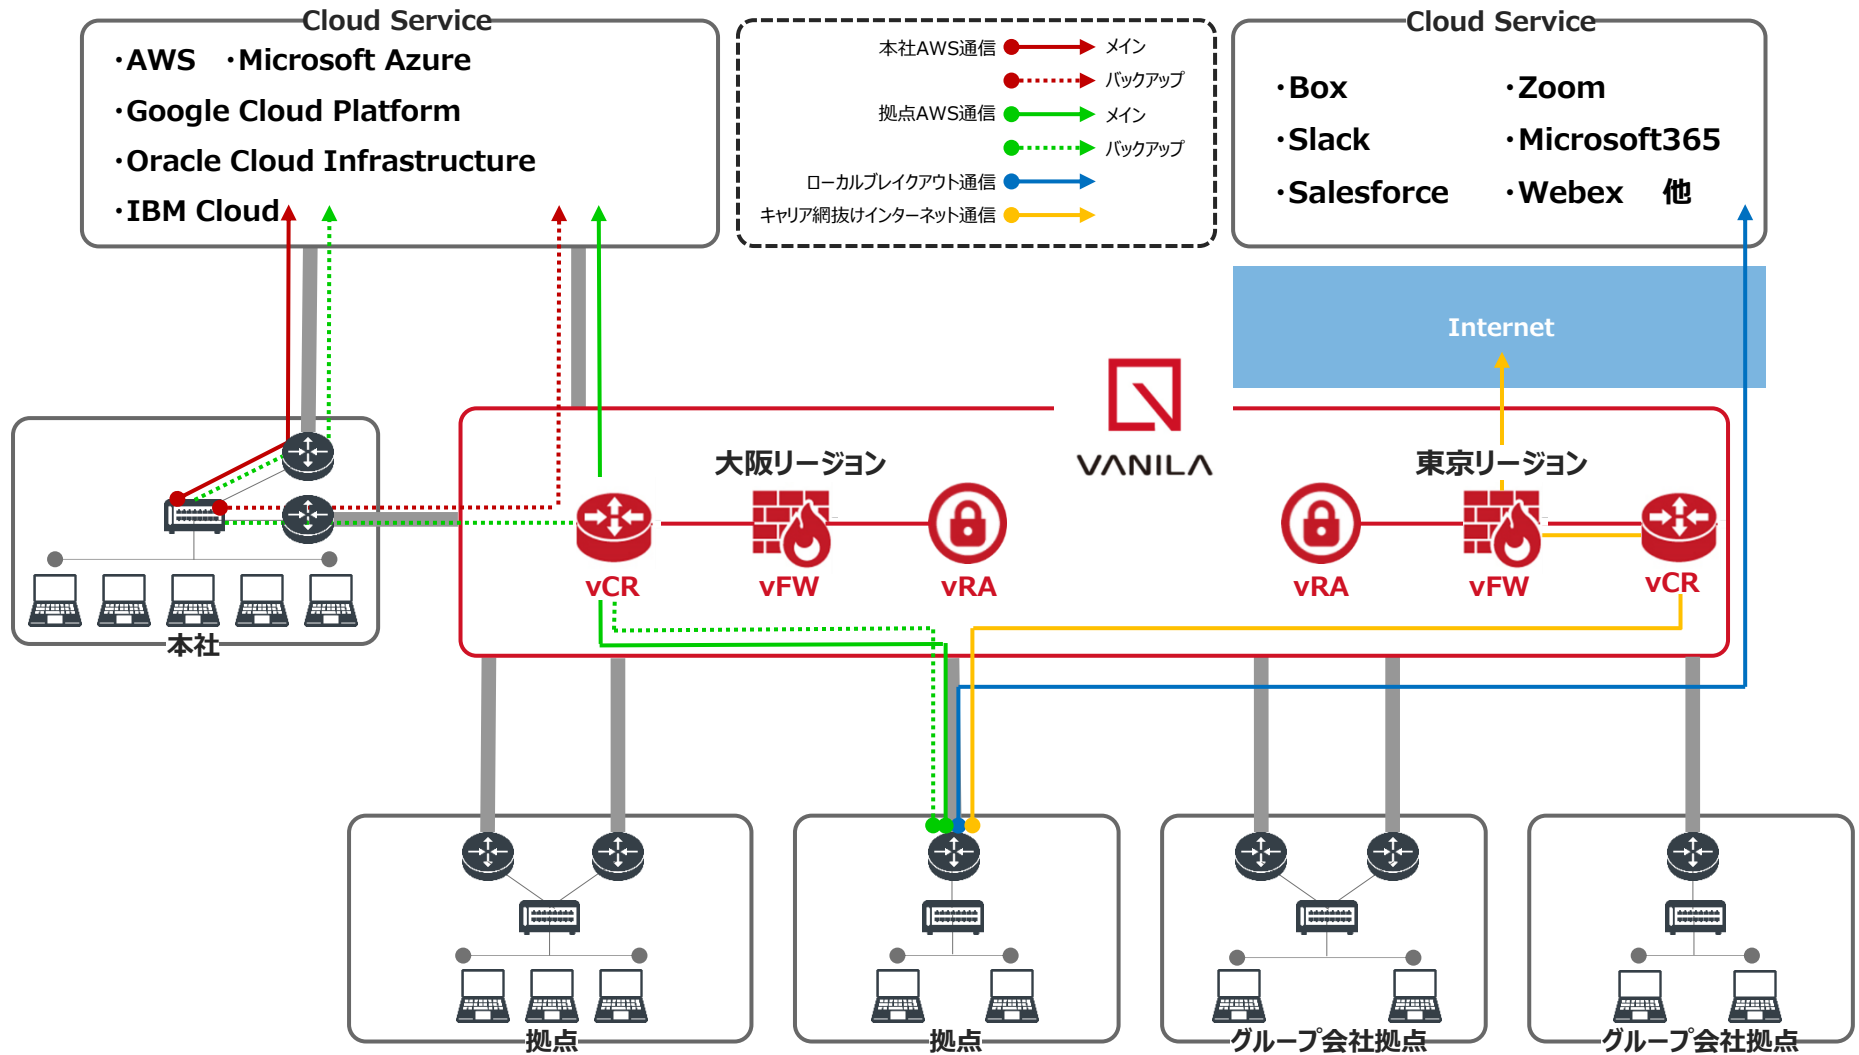 Cloud Service
・AWS ・Microsoft Azure
・Google Cloud Platform
・Oracle Cloud Infrastructure
・IBM Cloud
本社AWS通信 メイン
バックアップ
拠点AWS通信 メイン
バックアップ
ローカルブレイクアウト通信
キャリア網抜けインターネット通信
Cloud Service
・Box ・Zoom
・Slack ・Microsoft365
・Salesforce ・Webex 他
Internet
VANILA
大阪リージョン
東京リージョン
vCR vFW vRA
vRA vFW vCR
本社
拠点
拠点
グループ会社拠点
グループ会社拠点